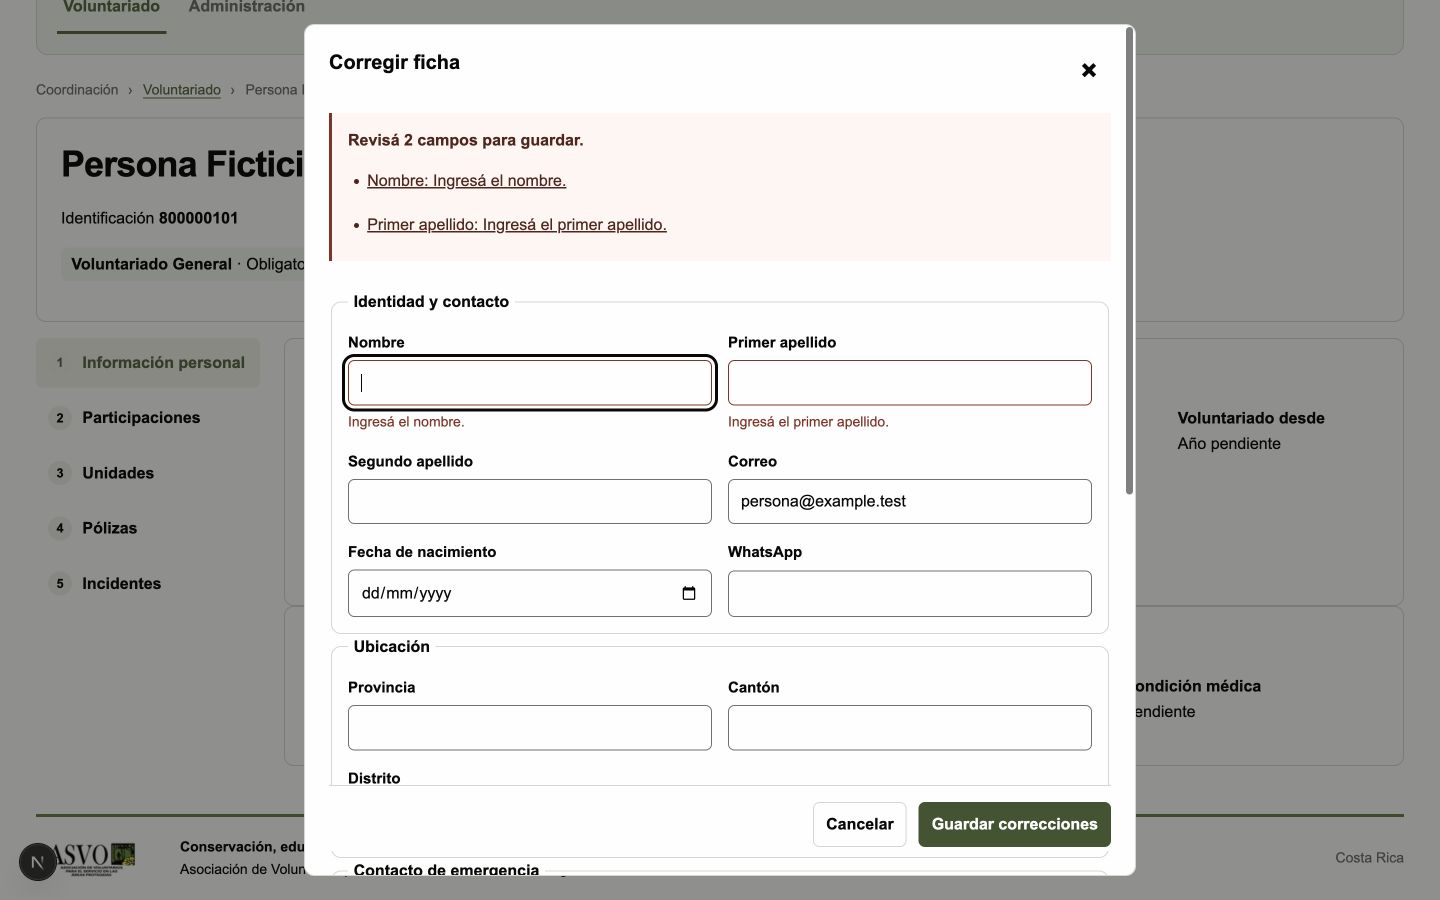 Voluntariado Administración
Corregir ficha
Coordinación › Voluntariado › Persona
Persona Fictici
Identificación 800000101
Voluntariado General · Obligato
Revisá 2 campos para guardar.
• Nombre: Ingresá el nombre.
• Primer apellido: Ingresá el primer apellido.
1 Información personal
2 Participaciones
3 Unidades
4 Pólizas
5 Incidentes
Identidad y contacto
Nombre
Primer apellido
Ingresá el nombre.
Ingresá el primer apellido.
Segundo apellido
Correo
persona@example.test
Fecha de nacimiento
WhatsApp
dd/mm/yyyy
Ubicación
Provincia
Cantón
Distrito
Cancelar
Guardar correcciones
Contacto de emergencia
Voluntariado desde
Año pendiente
ondición médica
endiente
N
ASVO
Conservación, edu
Asociación de Volun
Costa Rica